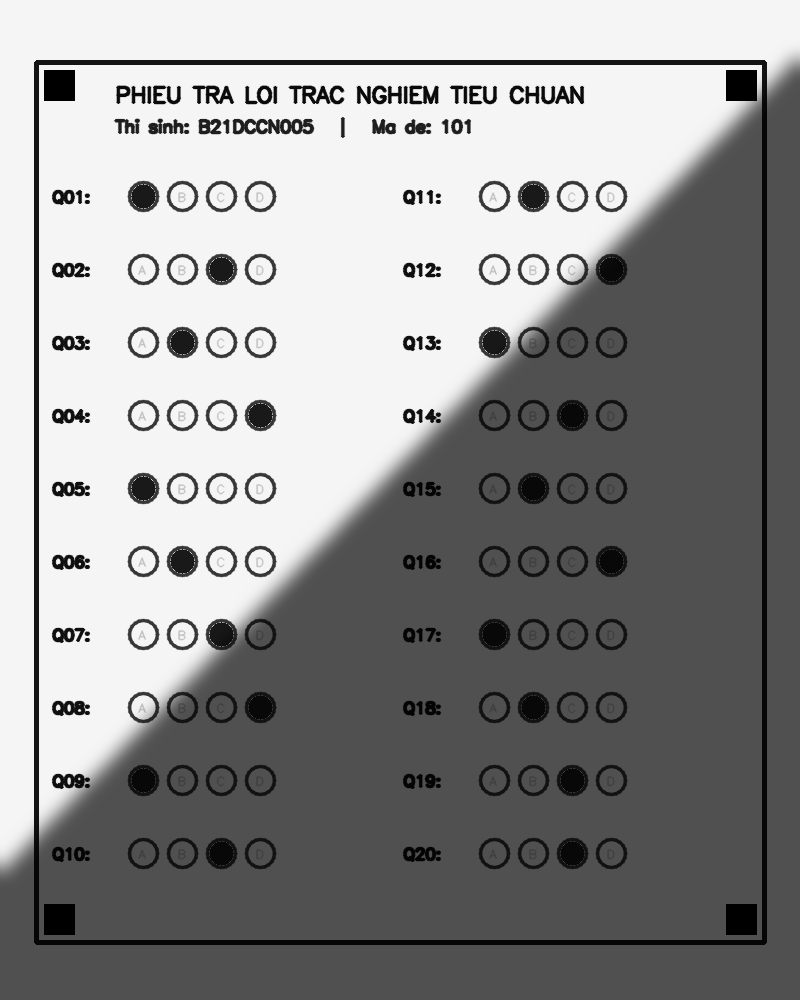 PHIEU TRA LOI TRAC NGHIEM TIEU CHUAN
Thi sinh: B21DCCN005 | Ma de: 101
Q01: A B C D
Q02: A B C D
Q03: A B C D
Q04: A B C D
Q05: A B C D
Q06: A B C D
Q07: A B C D
Q08: A B C D
Q09: A B C D
Q10: A B C D
Q11: A B C D
Q12: A B C D
Q13: A B C D
Q14: A B C D
Q15: A B C D
Q16: A B C D
Q17: A B C D
Q18: A B C D
Q19: A B C D
Q20: A B C D